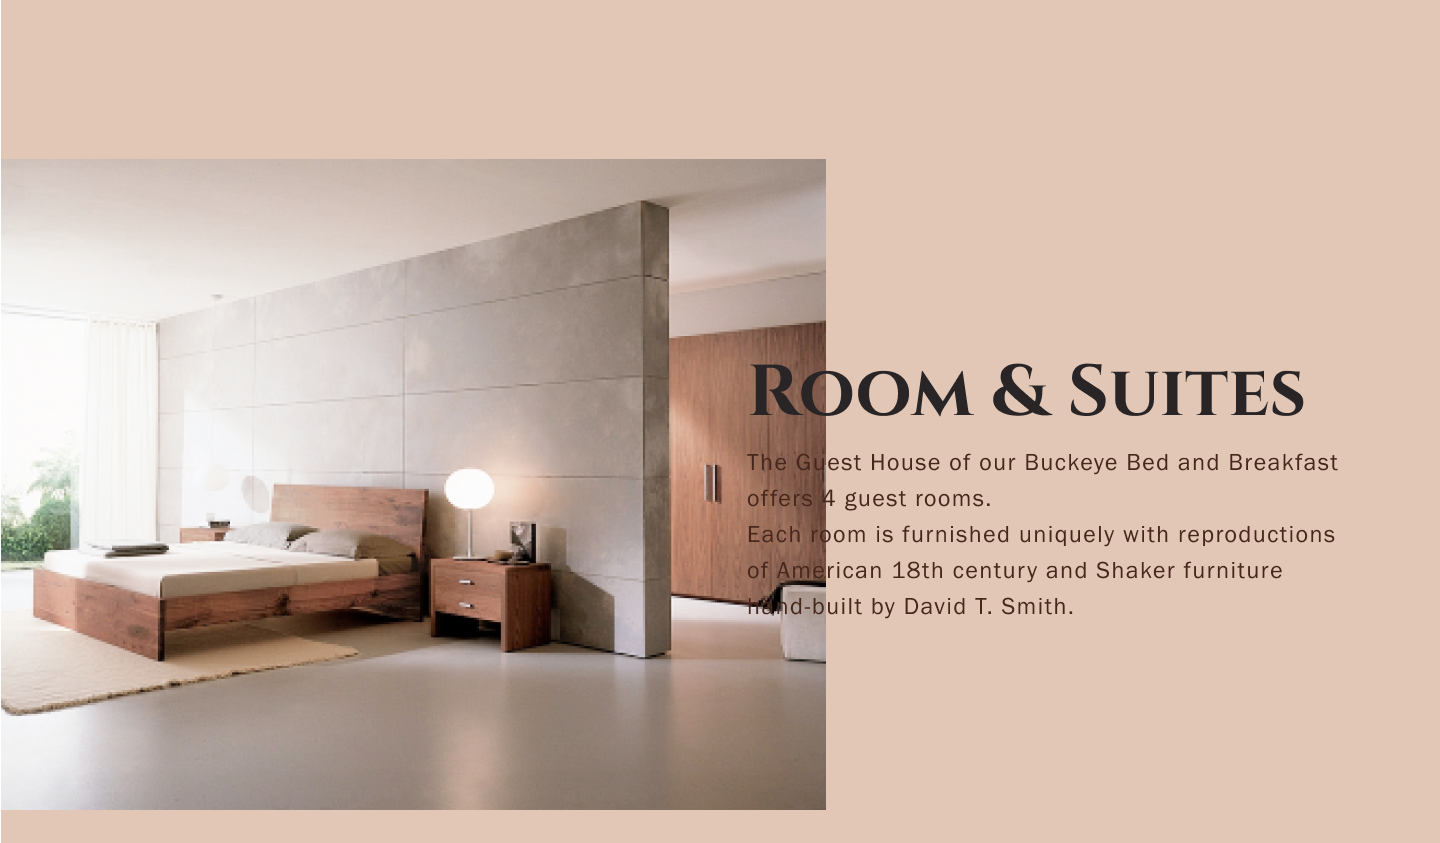 Room & Suites
The Guest House of our Buckeye Bed and Breakfast
offers 4 guest rooms.
Each room is furnished uniquely with reproductions
of American 18th century and Shaker furniture
hand-built by David T. Smith.